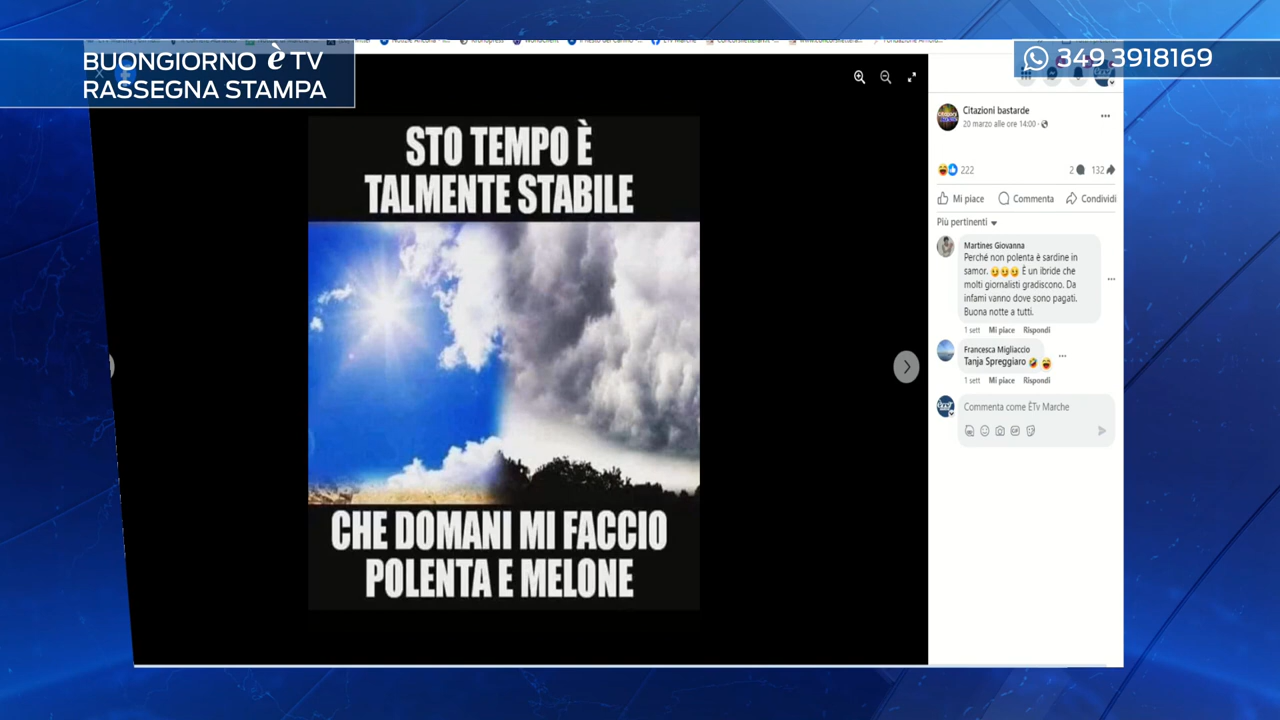 BUONGIORNO è TV
RASSEGNA STAMPA
349 3918169
STO TEMPO È
TALMENTE STABILE
CHE DOMANI MI FACCIO
POLENTA E MELONE
Citazioni bastarde
20 marzo alle ore 14:00 ·
222
2
132
Mi piace
Commenta
Condividi
Più pertinenti
Martines Giovanna
Perché non polenta è sardine in
samor. 😏😏😏 È un ibride che
molti giornalisti gradiscono. Da
infami vanno dove sono pagati.
Buona notte a tutti.
1 sett Mi piace Rispondi
Francesca Migliaccio
Tanja Spreggiaro 🤣 😆
1 sett Mi piace Rispondi
Commenta come ÈTv Marche